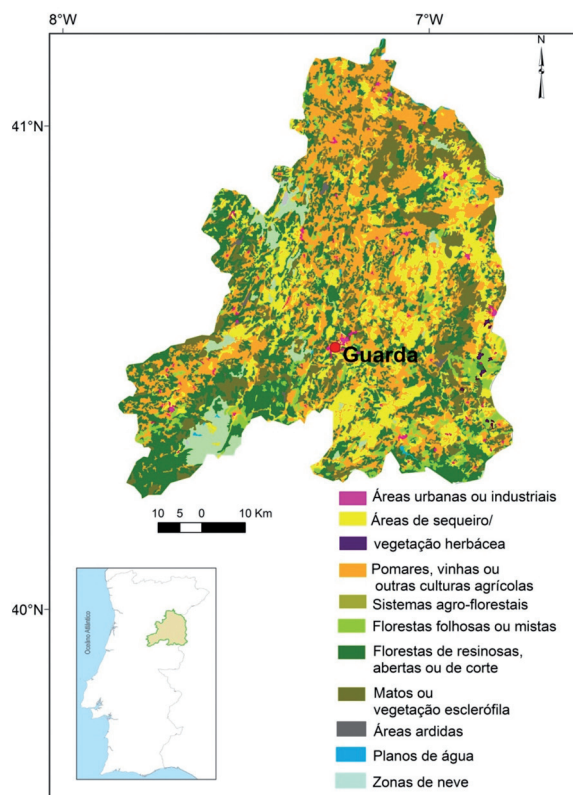 8°W
7°W
N
41°N
Guarda
10 5 0 10 Km
40°N
Oceâno Atlântico
Áreas urbanas ou industriais
Áreas de sequeiro/
vegetação herbácea
Pomares, vinhas ou
outras culturas agrícolas
Sistemas agro-florestais
Florestas folhosas ou mistas
Florestas de resinosas,
abertas ou de corte
Matos ou
vegetação esclerófila
Áreas ardidas
Planos de água
Zonas de neve